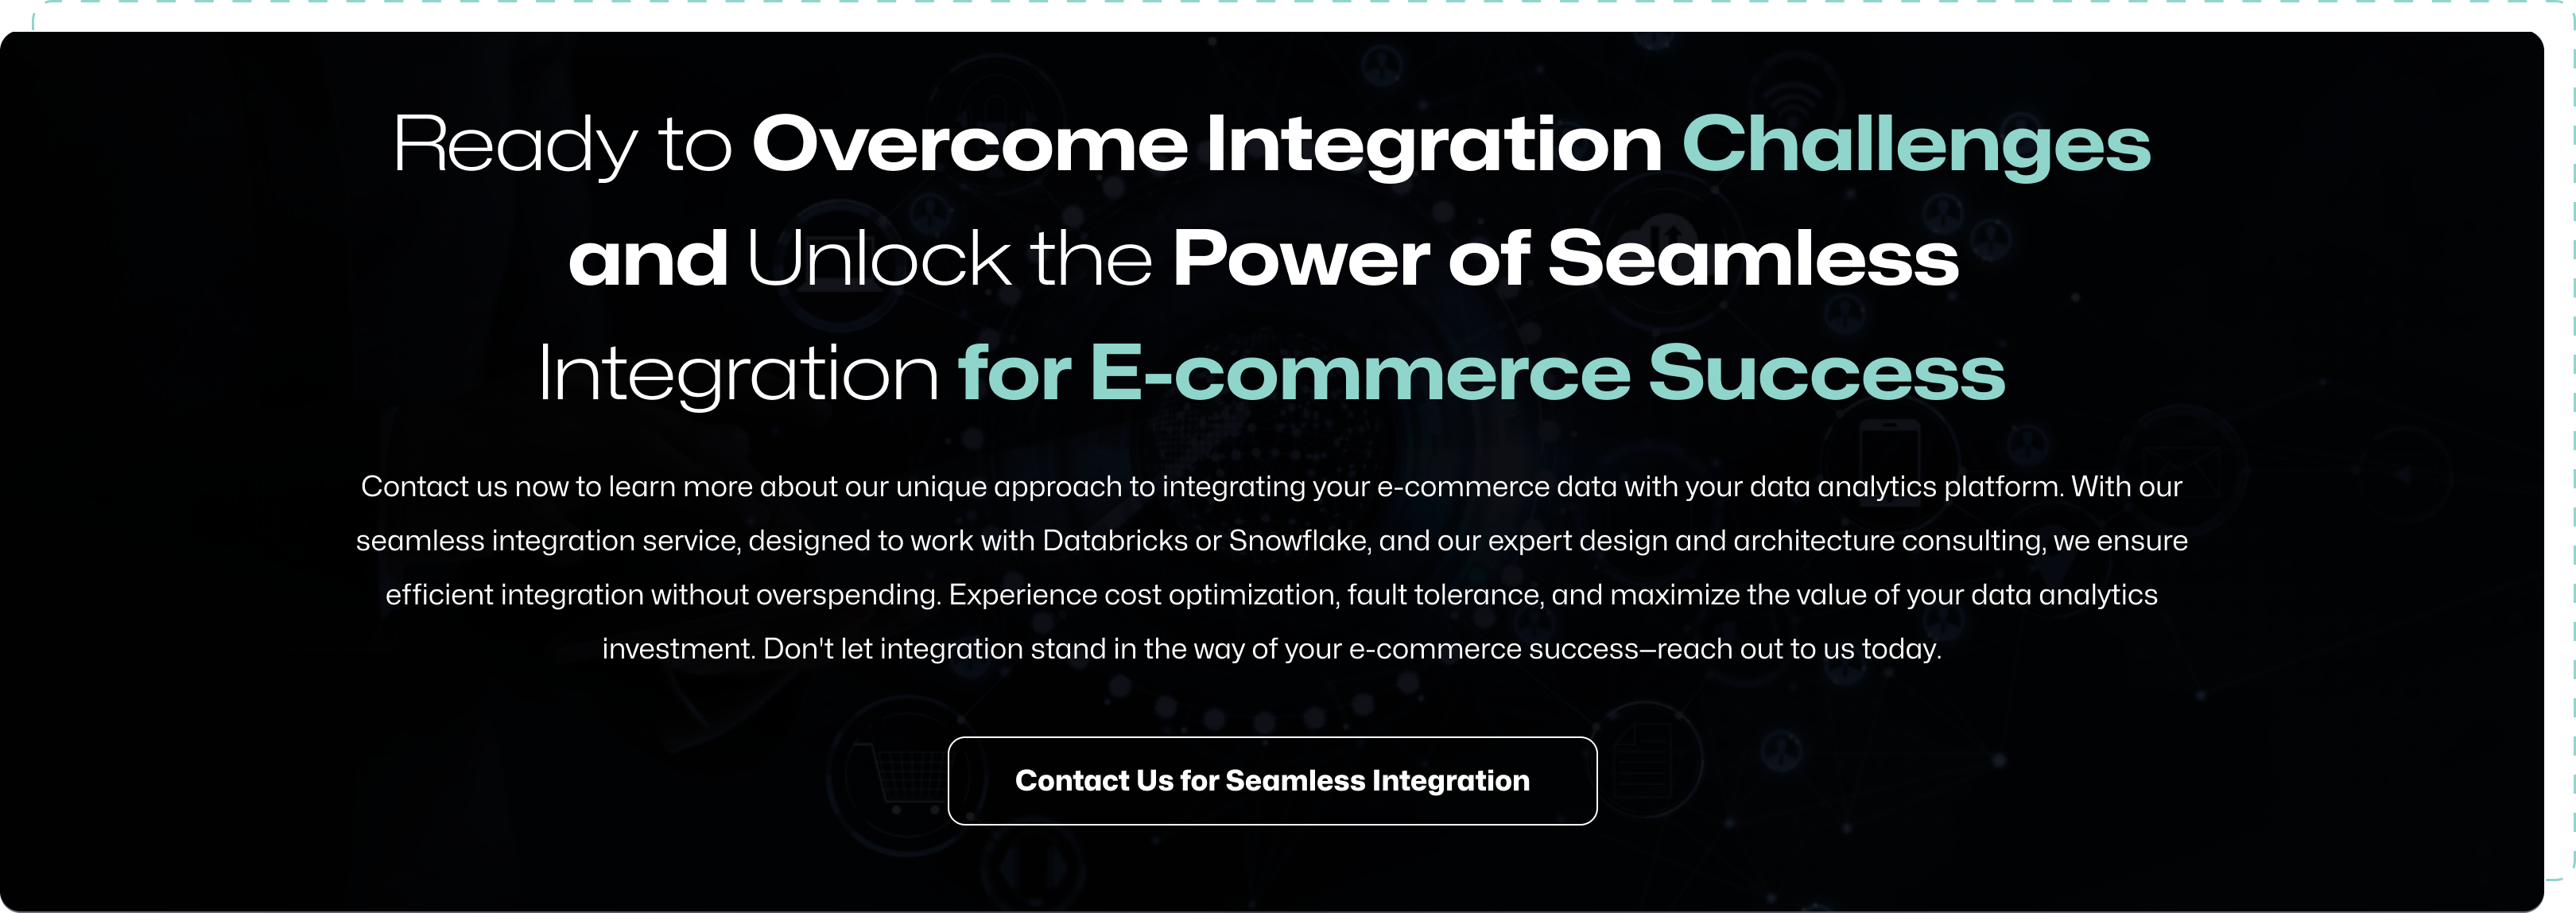 Ready to Overcome Integration Challenges
and Unlock the Power of Seamless
Integration for E-commerce Success
Contact us now to learn more about our unique approach to integrating your e-commerce data with your data analytics platform. With our
seamless integration service, designed to work with Databricks or Snowflake, and our expert design and architecture consulting, we ensure
efficient integration without overspending. Experience cost optimization, fault tolerance, and maximize the value of your data analytics
investment. Don't let integration stand in the way of your e-commerce success—reach out to us today.
Contact Us for Seamless Integration